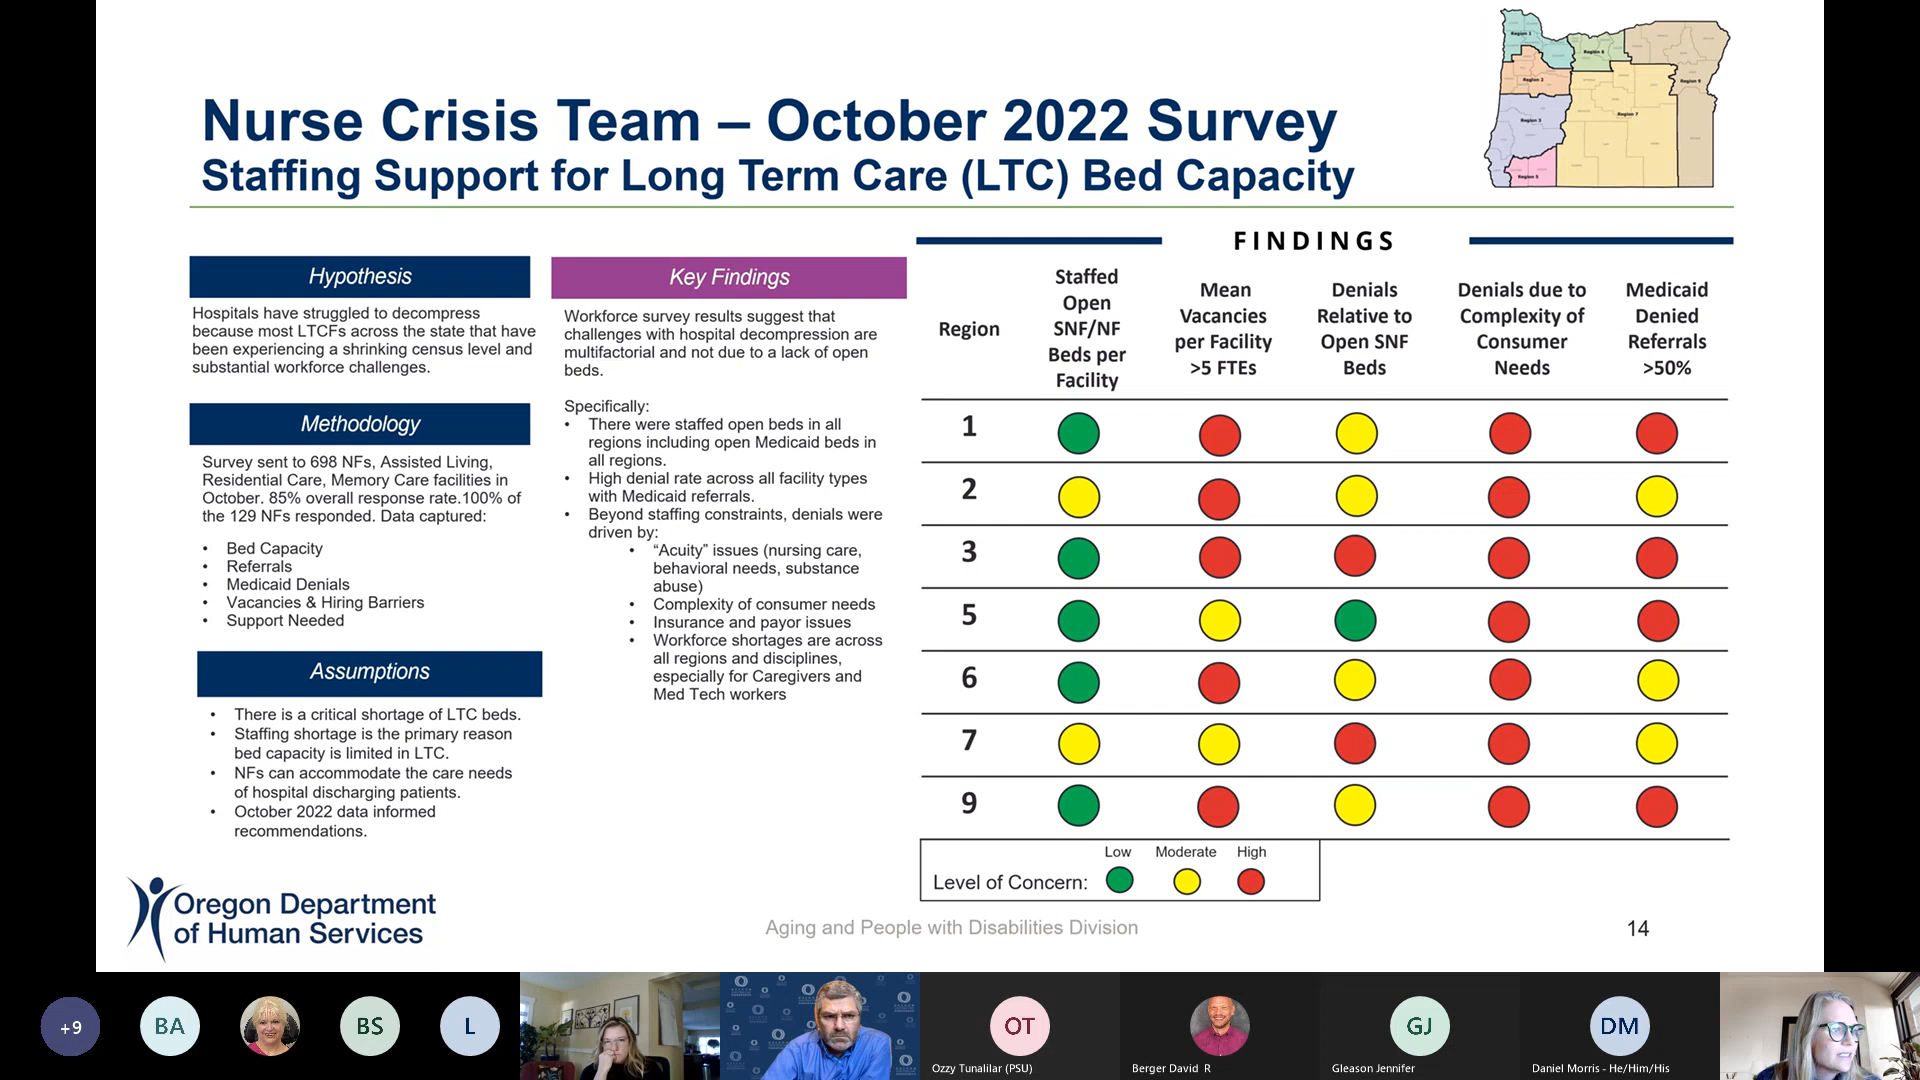 Region 1
Region 6
Region 2
Region 9
Region 3
Region 7
Region 5
Nurse Crisis Team – October 2022 Survey
Staffing Support for Long Term Care (LTC) Bed Capacity
Hypothesis
Hospitals have struggled to decompress
because most LTCFs across the state that have
been experiencing a shrinking census level and
substantial workforce challenges.
Methodology
Survey sent to 698 NFs, Assisted Living,
Residential Care, Memory Care facilities in
October. 85% overall response rate.100% of
the 129 NFs responded. Data captured:
• Bed Capacity
• Referrals
• Medicaid Denials
• Vacancies & Hiring Barriers
• Support Needed
Assumptions
• There is a critical shortage of LTC beds.
• Staffing shortage is the primary reason
bed capacity is limited in LTC.
• NFs can accommodate the care needs
of hospital discharging patients.
• October 2022 data informed
recommendations.
Key Findings
Workforce survey results suggest that
challenges with hospital decompression are
multifactorial and not due to a lack of open
beds.
Specifically:
• There were staffed open beds in all
regions including open Medicaid beds in
all regions.
• High denial rate across all facility types
with Medicaid referrals.
• Beyond staffing constraints, denials were
driven by:
• “Acuity” issues (nursing care,
behavioral needs, substance
abuse)
• Complexity of consumer needs
• Insurance and payor issues
• Workforce shortages are across
all regions and disciplines,
especially for Caregivers and
Med Tech workers
FINDINGS
Region
Staffed
Open
SNF/NF
Beds per
Facility
Mean
Vacancies
per Facility
>5 FTEs
Denials
Relative to
Open SNF
Beds
Denials due to
Complexity of
Consumer
Needs
Medicaid
Denied
Referrals
>50%
1
2
3
5
6
7
9
Low Moderate High
Level of Concern:
Oregon Department
of Human Services
Aging and People with Disabilities Division
14
+9
BA
BS
L
OT
Ozzy Tunalilar (PSU)
Berger David R
GJ
Gleason Jennifer
DM
Daniel Morris - He/Him/His